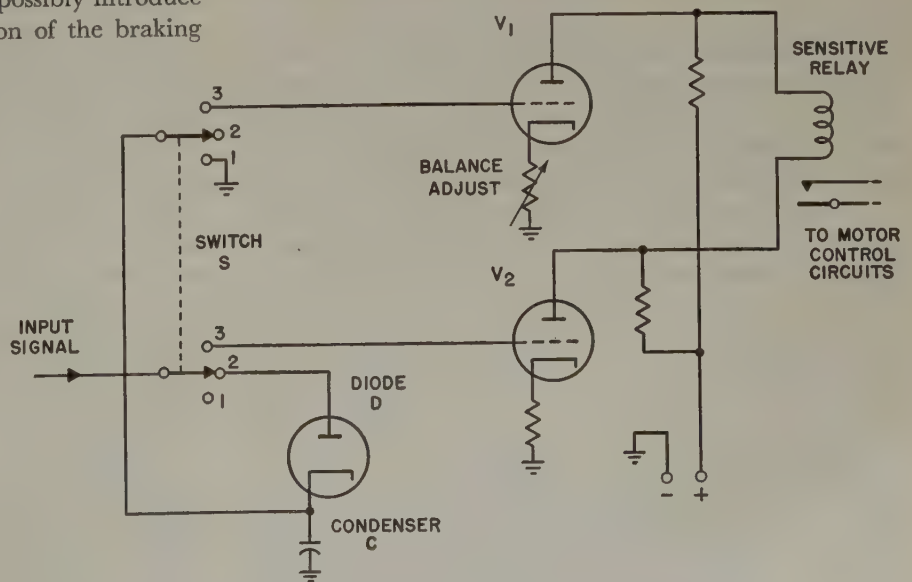 possibly introduce
on of the braking
V1
SENSITIVE
RELAY
3
2
1
BALANCE
ADJUST
SWITCH
S
TO MOTOR
CONTROL
CIRCUITS
V2
INPUT
SIGNAL
3
2
1
DIODE
D
- +
CONDENSER
C